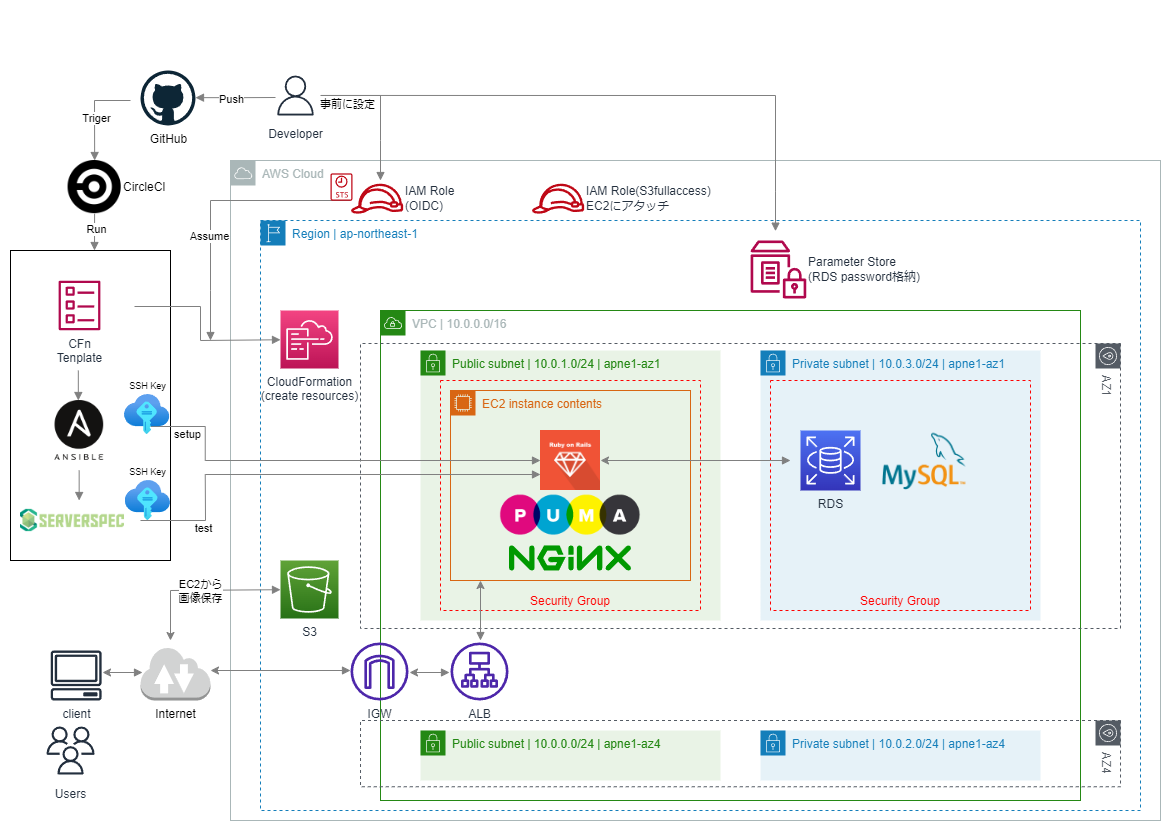 Push
事前に設定
Triger
GitHub
Developer
CircleCI
AWS Cloud
STS
IAM Role
(OIDC)
IAM Role(S3fullaccess)
EC2にアタッチ
Run
Assume
Region | ap-northeast-1
Parameter Store
(RDS password格納)
CFn
Tenplate
CloudFormation
(create resources)
VPC | 10.0.0.0/16
Public subnet | 10.0.1.0/24 | apne1-az1
Private subnet | 10.0.3.0/24 | apne1-az1
AZ1
EC2 instance contents
SSH Key
setup
ANSIBLE
Ruby on Rails
SSH Key
PUMA
RDS
MySQL
SERVERSPEC
test
NGiNX
EC2から
画像保存
Security Group
Security Group
S3
client
Internet
IGW
ALB
Public subnet | 10.0.0.0/24 | apne1-az4
Private subnet | 10.0.2.0/24 | apne1-az4
AZ4
Users